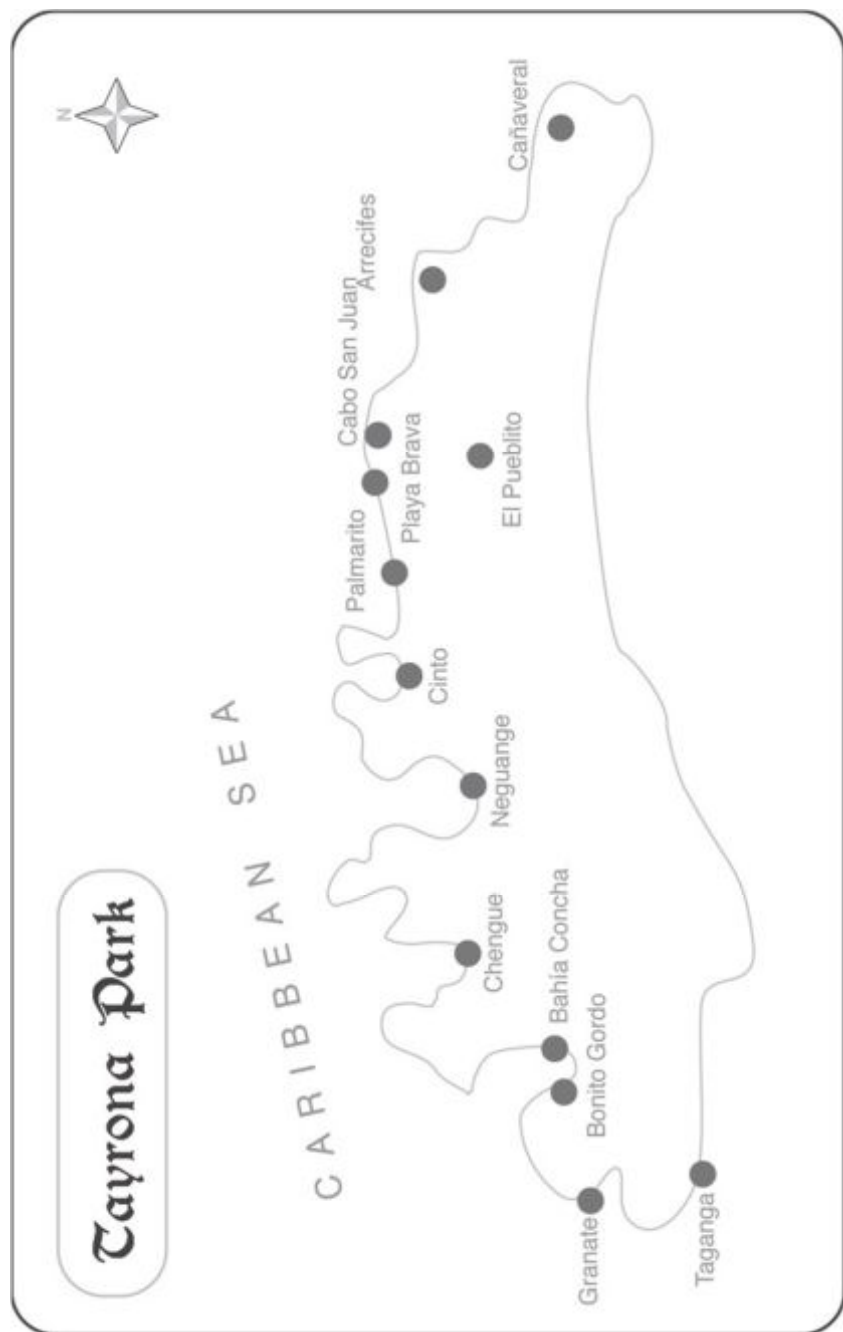 Tayrona Park
N
CARIBBEAN SEA
Cañaveral
Arrecifes
Cabo San Juan
Playa Brava
El Pueblito
Palmarito
Cinto
Neguange
Chengue
Bahía Concha
Bonito Gordo
Granate
Taganga